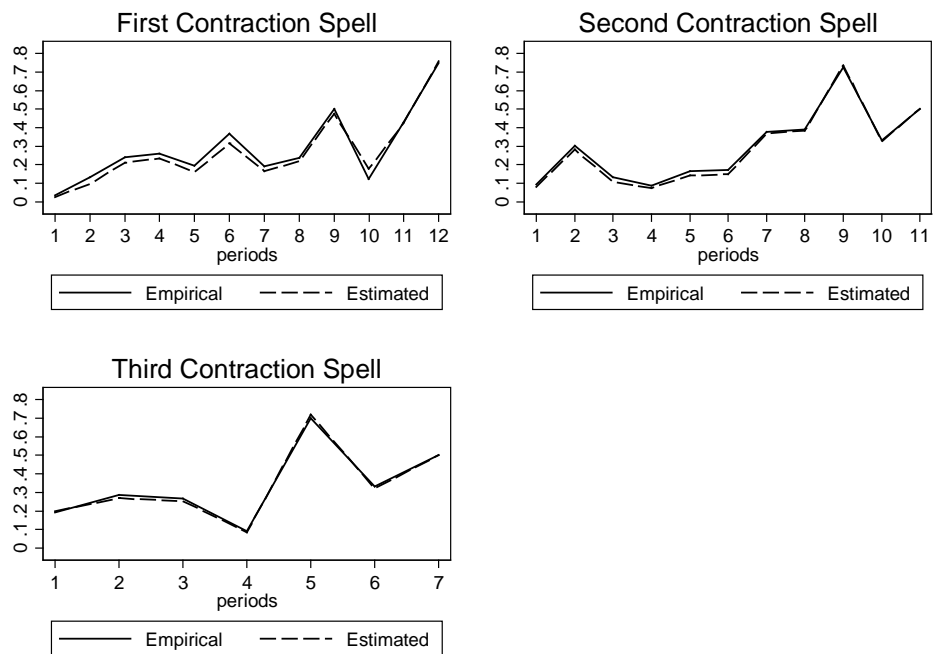 First Contraction Spell
0 .1 .2 .3 .4 .5 .6 .7 .8
1 2 3 4 5 6 7 8 9 10 11 12
periods
Empirical Estimated
Second Contraction Spell
0 .1 .2 .3 .4 .5 .6 .7 .8
1 2 3 4 5 6 7 8 9 10 11
periods
Empirical Estimated
Third Contraction Spell
0 .1 .2 .3 .4 .5 .6 .7 .8
1 2 3 4 5 6 7
periods
Empirical Estimated